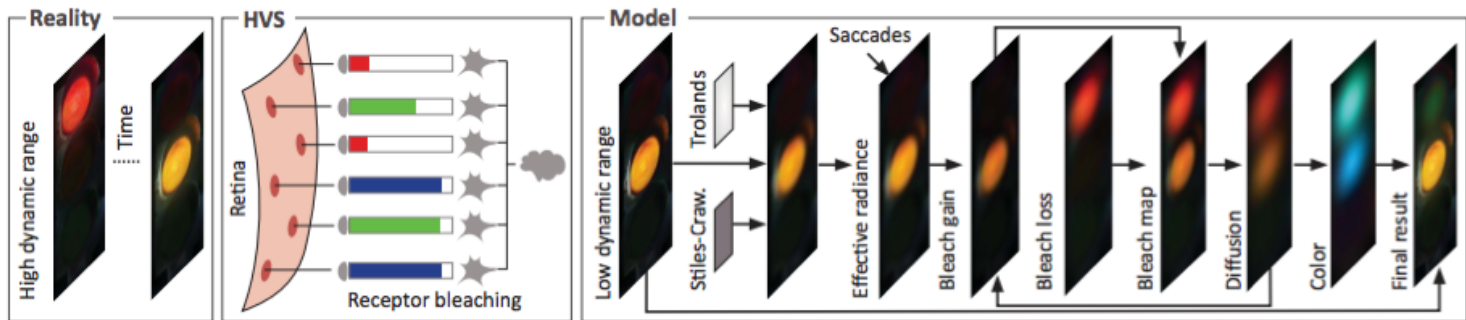 Reality
High dynamic range
Time
HVS
Retina
Receptor bleaching
Model
Low dynamic range
Trolands
Stiles-Craw.
Saccades
Effective radiance
Bleach gain
Bleach loss
Bleach map
Diffusion
Color
Final result